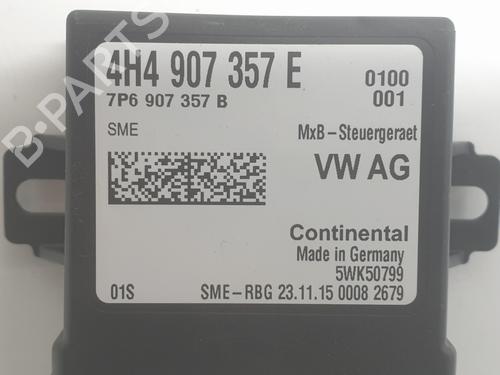 4H4 907 357 E
0100
7P6 907 357 B
001
SME
MxB-Steuergeraet
VW AG
Continental
Made in Germany
5WK50799
01S
SME-RBG 23.11.15 0008 2679
B-PARTS